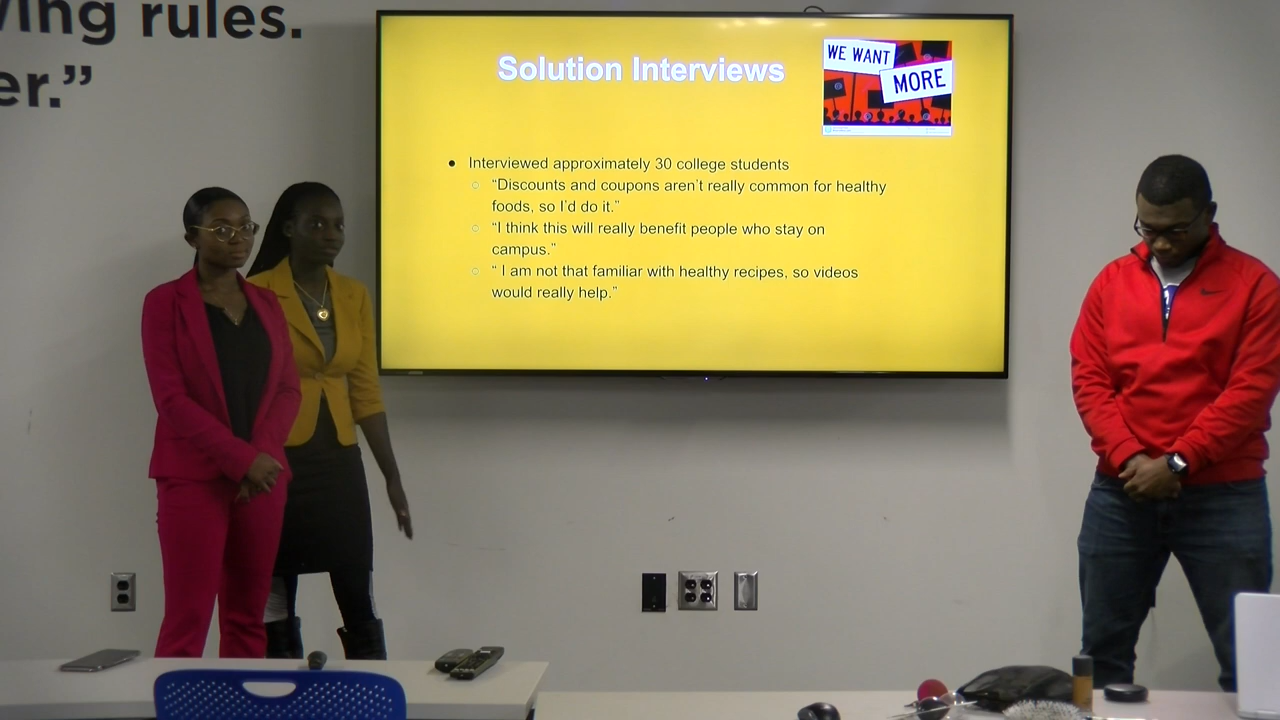 wing rules.
er.”
Solution Interviews
WE WANT
MORE
● Interviewed approximately 30 college students
○ “Discounts and coupons aren’t really common for healthy
foods, so I’d do it.”
○ “I think this will really benefit people who stay on
campus.”
○ “ I am not that familiar with healthy recipes, so videos
would really help.”